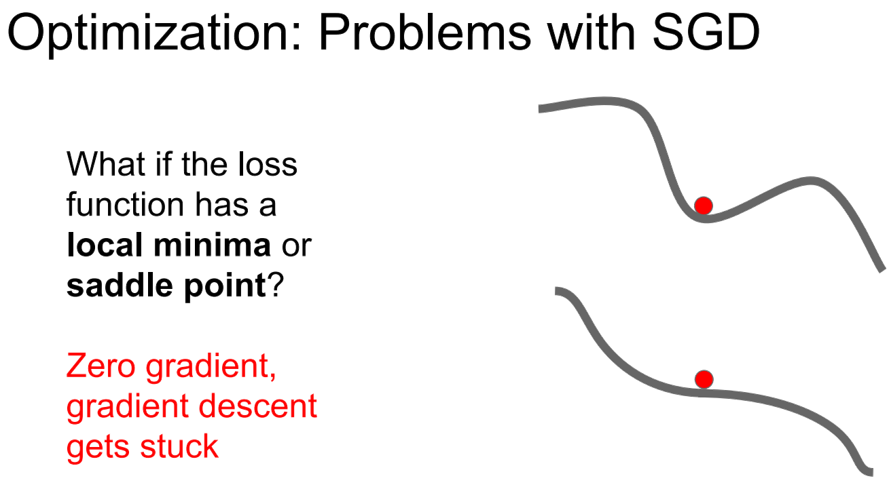 Optimization: Problems with SGD
What if the loss
function has a
local minima or
saddle point?
Zero gradient,
gradient descent
gets stuck